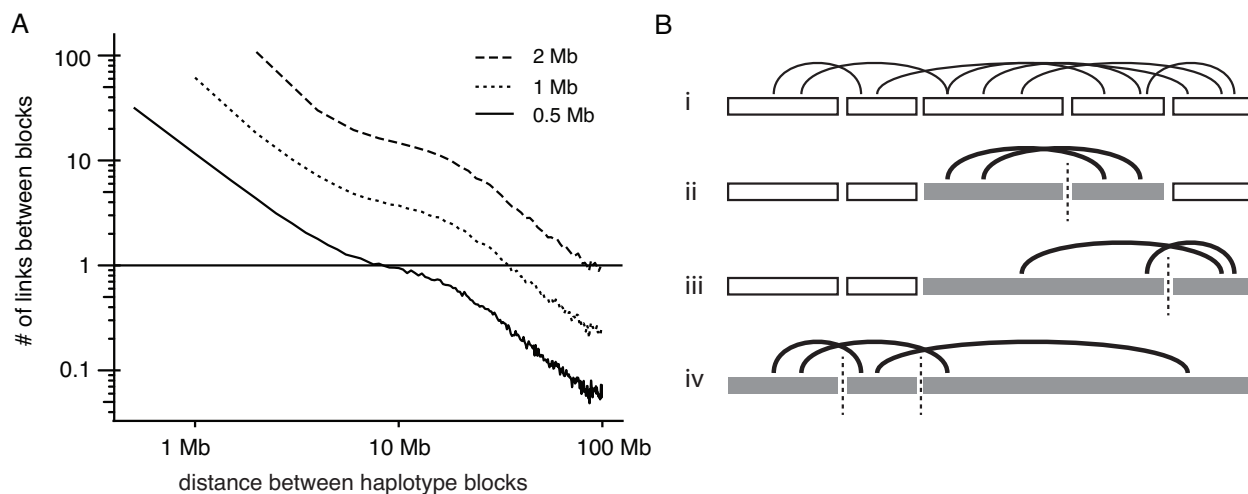 A
# of links between blocks
100
10
1
0.1
2 Mb
1 Mb
0.5 Mb
1 Mb
10 Mb
100 Mb
distance between haplotype blocks
B
i
ii
iii
iv